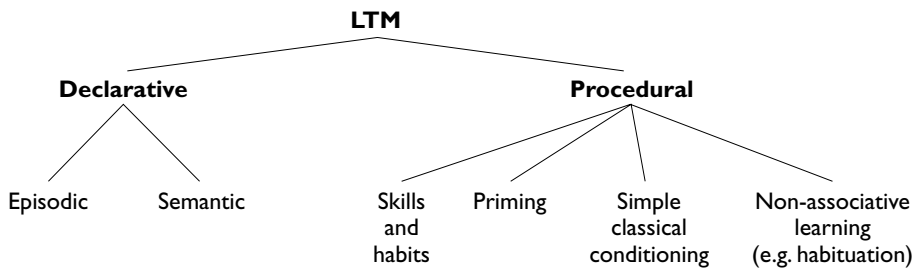 LTM
Declarative
Procedural
Episodic
Semantic
Skills
and
habits
Priming
Simple
classical
conditioning
Non-associative
learning
(e.g. habituation)